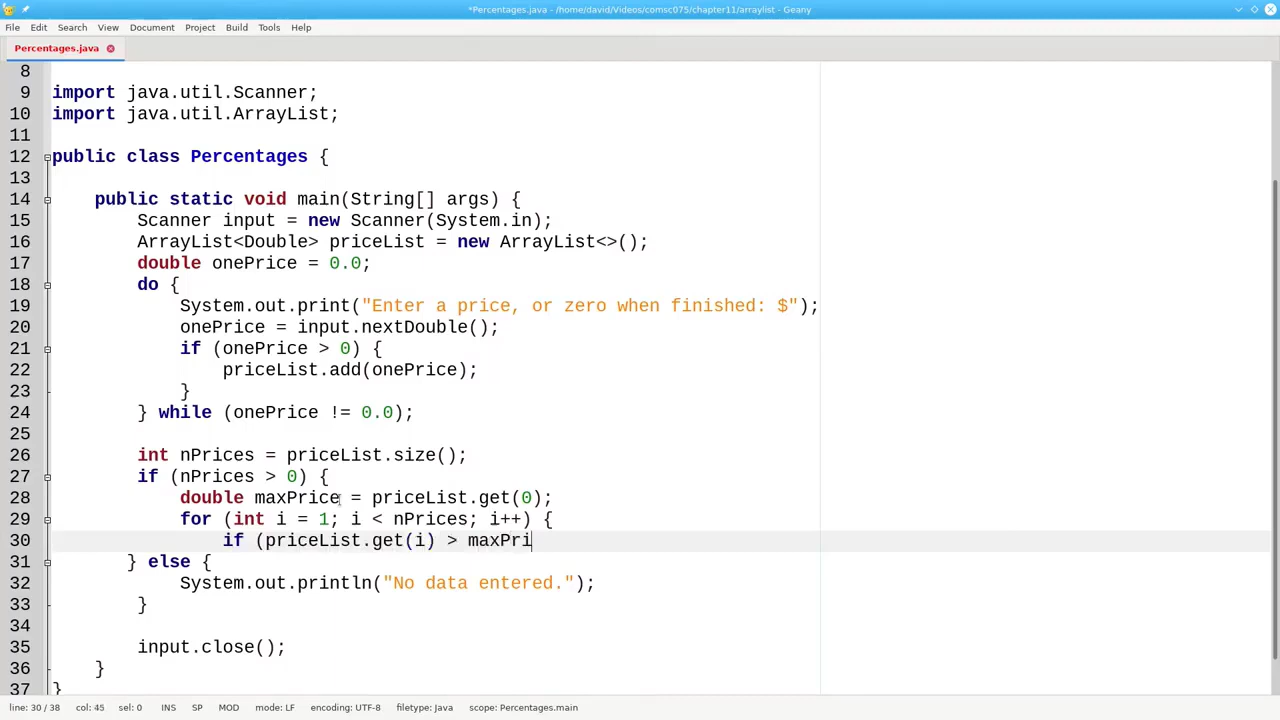 *Percentages.java - /home/david/Videos/comsc075/chapter11/arraylist - Geany
File Edit Search View Document Project Build Tools Help
Percentages.java
8
9 import java.util.Scanner;
10 import java.util.ArrayList;
11
12 public class Percentages {
13
14     public static void main(String[] args) {
15         Scanner input = new Scanner(System.in);
16         ArrayList<Double> priceList = new ArrayList<>();
17         double onePrice = 0.0;
18         do {
19             System.out.print("Enter a price, or zero when finished: $");
20             onePrice = input.nextDouble();
21             if (onePrice > 0) {
22                 priceList.add(onePrice);
23             }
24         } while (onePrice != 0.0);
25
26         int nPrices = priceList.size();
27         if (nPrices > 0) {
28             double maxPrice = priceList.get(0);
29             for (int i = 1; i < nPrices; i++) {
30                 if (priceList.get(i) > maxPri
31        } else {
32             System.out.println("No data entered.");
33         }
34
35         input.close();
36     }
37 }
line: 30 / 38 col: 45 sel: 0 INS SP MOD mode: LF encoding: UTF-8 filetype: Java scope: Percentages.main